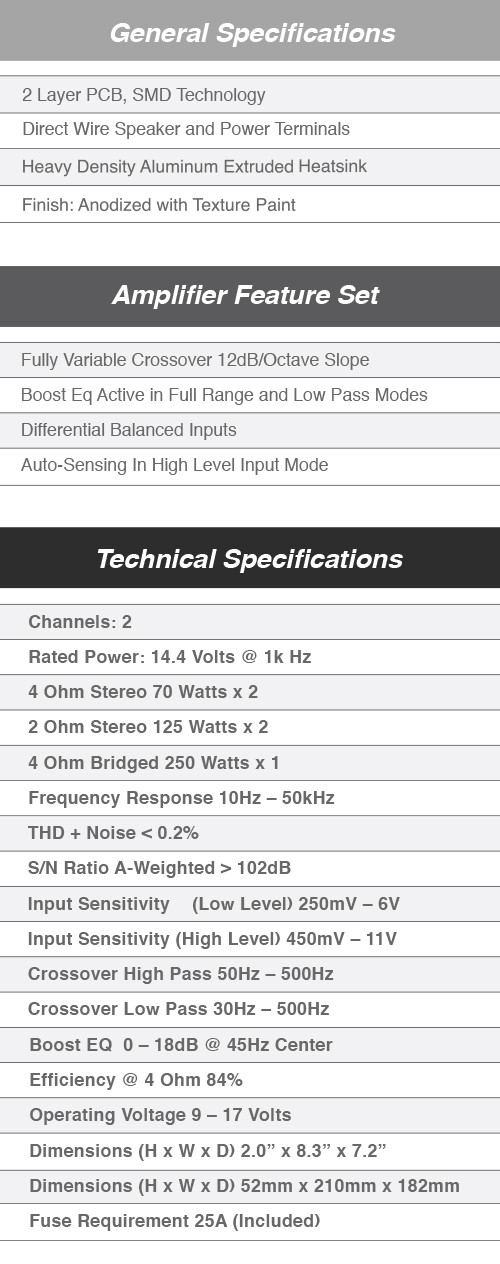 General Specifications
2 Layer PCB, SMD Technology
Direct Wire Speaker and Power Terminals
Heavy Density Aluminum Extruded Heatsink
Finish: Anodized with Texture Paint
Amplifier Feature Set
Fully Variable Crossover 12dB/Octave Slope
Boost Eq Active in Full Range and Low Pass Modes
Differential Balanced Inputs
Auto-Sensing In High Level Input Mode
Technical Specifications
Channels: 2
Rated Power: 14.4 Volts @ 1k Hz
4 Ohm Stereo 70 Watts x 2
2 Ohm Stereo 125 Watts x 2
4 Ohm Bridged 250 Watts x 1
Frequency Response 10Hz – 50kHz
THD + Noise < 0.2%
S/N Ratio A-Weighted > 102dB
Input Sensitivity (Low Level) 250mV – 6V
Input Sensitivity (High Level) 450mV – 11V
Crossover High Pass 50Hz – 500Hz
Crossover Low Pass 30Hz – 500Hz
Boost EQ 0 – 18dB @ 45Hz Center
Efficiency @ 4 Ohm 84%
Operating Voltage 9 – 17 Volts
Dimensions (H x W x D) 2.0” x 8.3” x 7.2”
Dimensions (H x W x D) 52mm x 210mm x 182mm
Fuse Requirement 25A (Included)